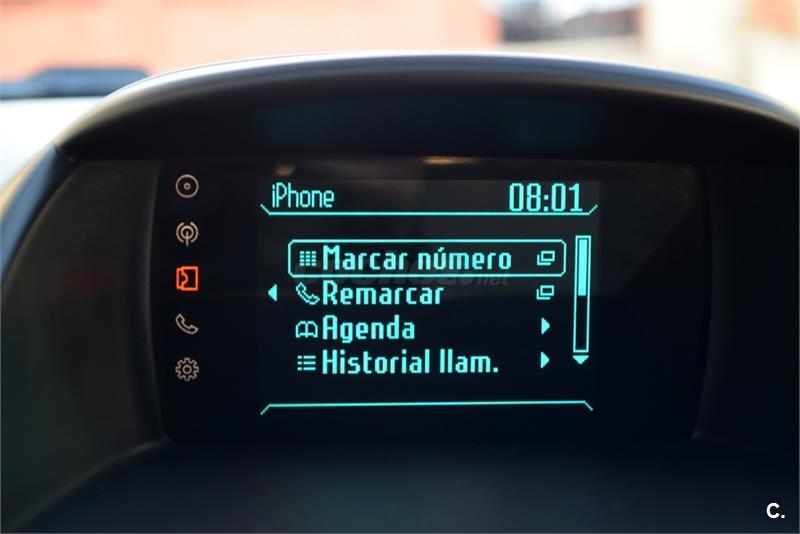 iPhone 08:01
Marcar número
Remarcar
Agenda
Historial llam.
C.